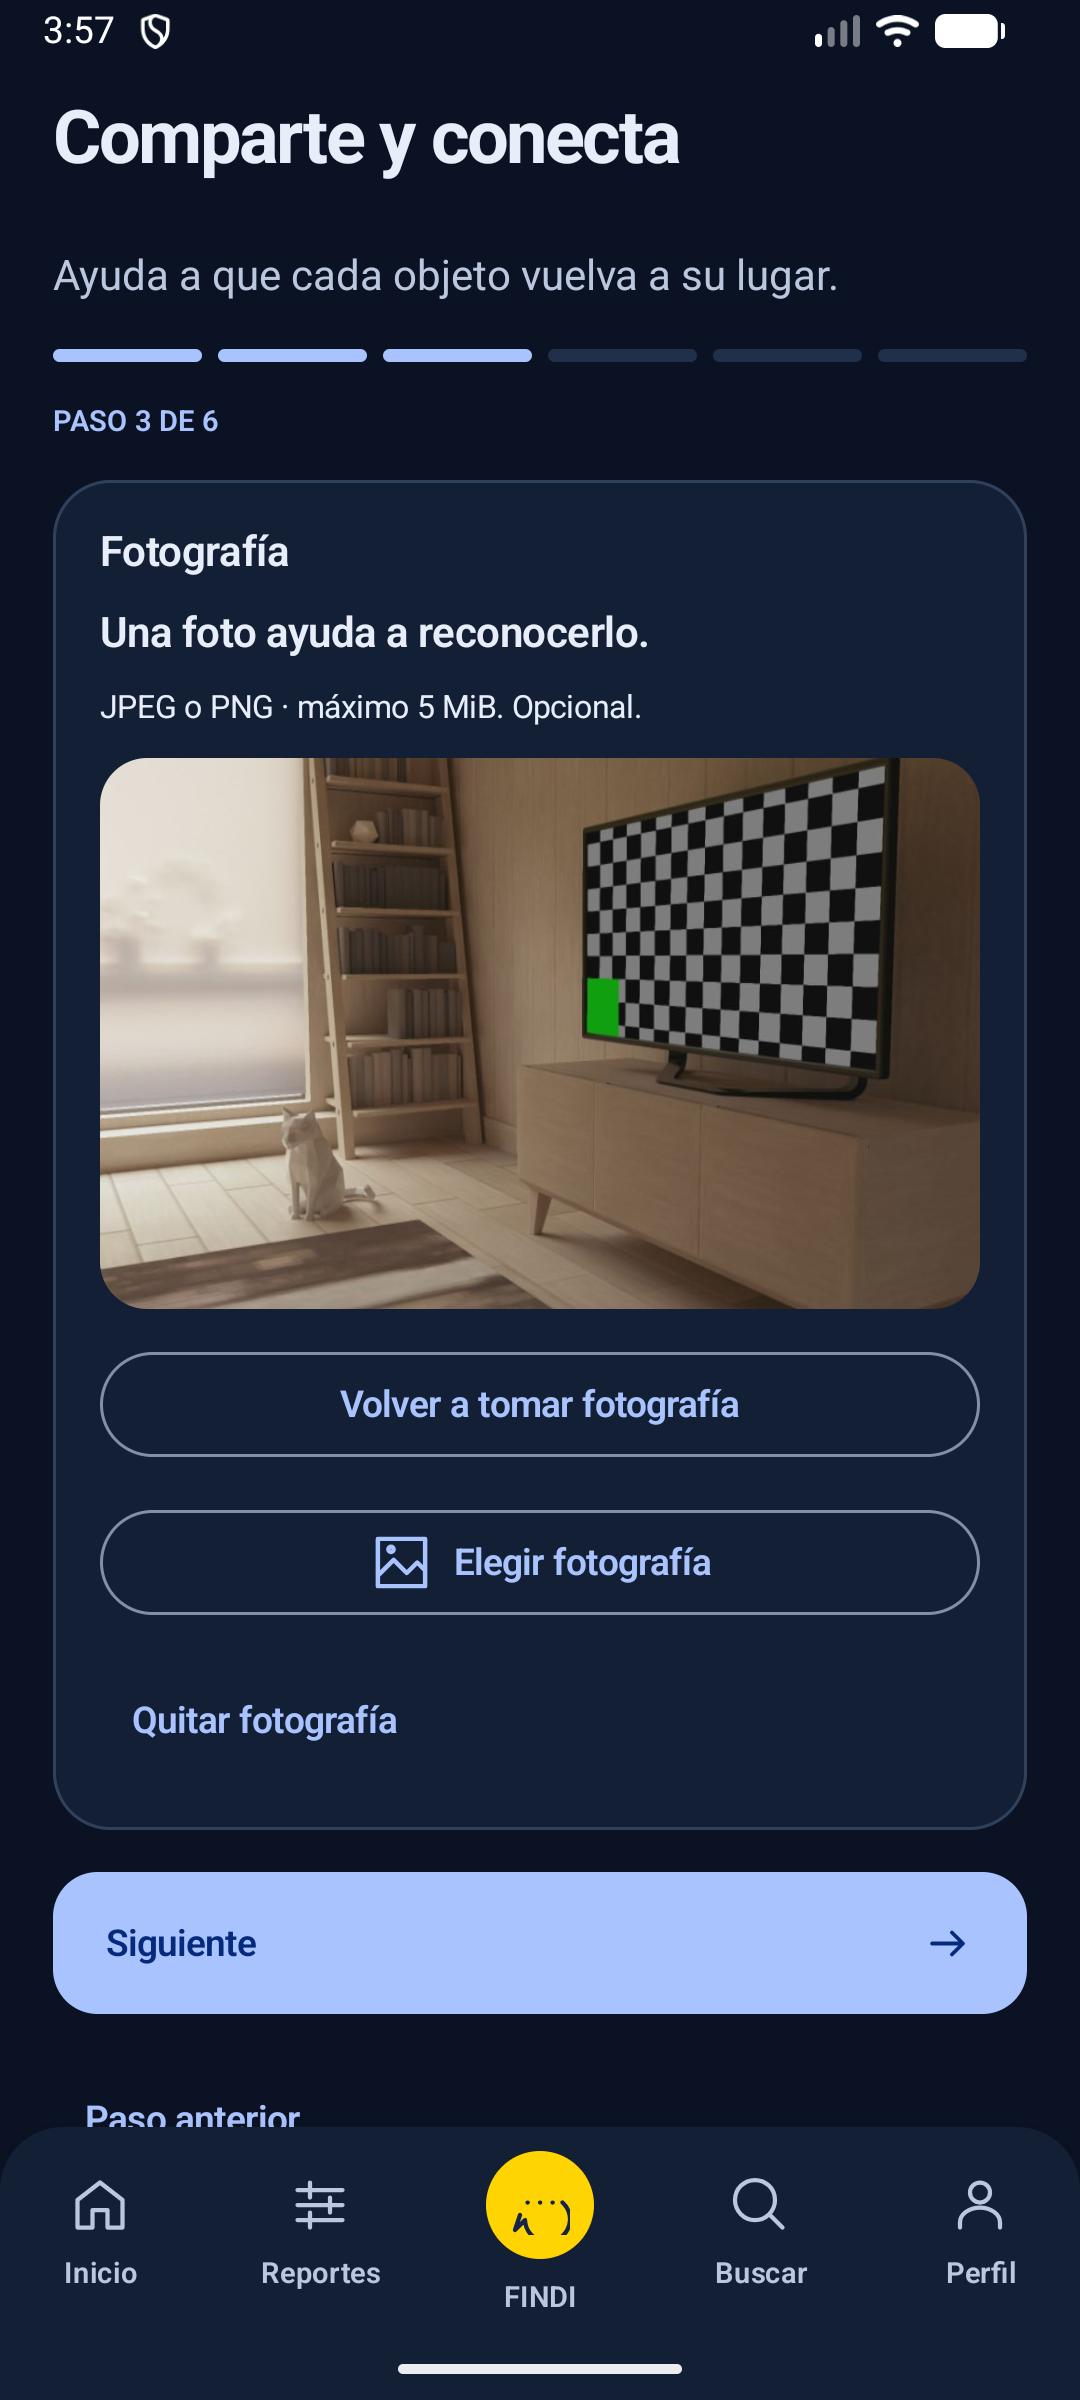 3:57
Comparte y conecta
Ayuda a que cada objeto vuelva a su lugar.
PASO 3 DE 6
Fotografía
Una foto ayuda a reconocerlo.
JPEG o PNG · máximo 5 MiB. Opcional.
Volver a tomar fotografía
Elegir fotografía
Quitar fotografía
Siguiente
Paso anterior
Inicio
Reportes
FINDI
Buscar
Perfil